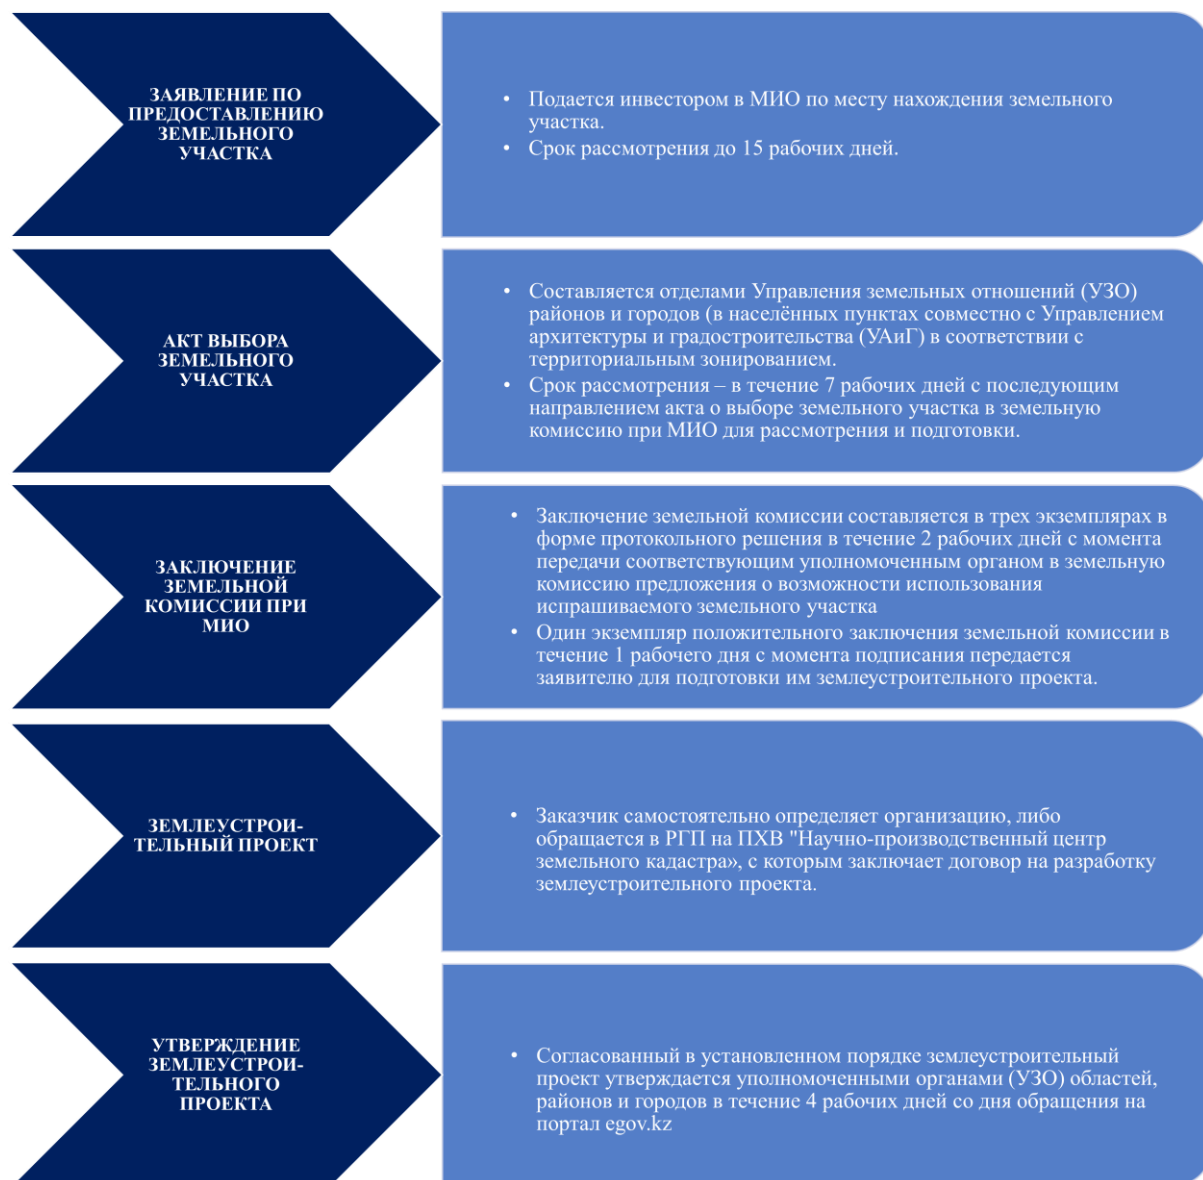 ЗАЯВЛЕНИЕ ПО
ПРЕДОСТАВЛЕНИЮ
ЗЕМЕЛЬНОГО
УЧАСТКА
• Подается инвестором в МИО по месту нахождения земельного
участка.
• Срок рассмотрения до 15 рабочих дней.
АКТ ВЫБОРА
ЗЕМЕЛЬНОГО
УЧАСТКА
• Составляется отделами Управления земельных отношений (УЗО)
районов и городов (в населённых пунктах совместно с Управлением
архитектуры и градостроительства (УАиГ) в соответствии с
территориальным зонированием.
• Срок рассмотрения – в течение 7 рабочих дней с последующим
направлением акта о выборе земельного участка в земельную
комиссию при МИО для рассмотрения и подготовки.
ЗАКЛЮЧЕНИЕ
ЗЕМЕЛЬНОЙ
КОМИССИИ ПРИ
МИО
• Заключение земельной комиссии составляется в трех экземплярах в
форме протокольного решения в течение 2 рабочих дней с момента
передачи соответствующим уполномоченным органом в земельную
комиссию предложения о возможности использования
испрашиваемого земельного участка
• Один экземпляр положительного заключения земельной комиссии в
течение 1 рабочего дня с момента подписания передается
заявителю для подготовки им землеустроительного проекта.
ЗЕМЛЕУСТРОИ-
ТЕЛЬНЫЙ ПРОЕКТ
• Заказчик самостоятельно определяет организацию, либо
обращается в РГП на ПХВ "Научно-производственный центр
земельного кадастра», с которым заключает договор на разработку
землеустроительного проекта.
УТВЕРЖДЕНИЕ
ЗЕМЛЕУСТРОИ-
ТЕЛЬНОГО
ПРОЕКТА
• Согласованный в установленном порядке землеустроительный
проект утверждается уполномоченными органами (УЗО) областей,
районов и городов в течение 4 рабочих дней со дня обращения на
портал egov.kz